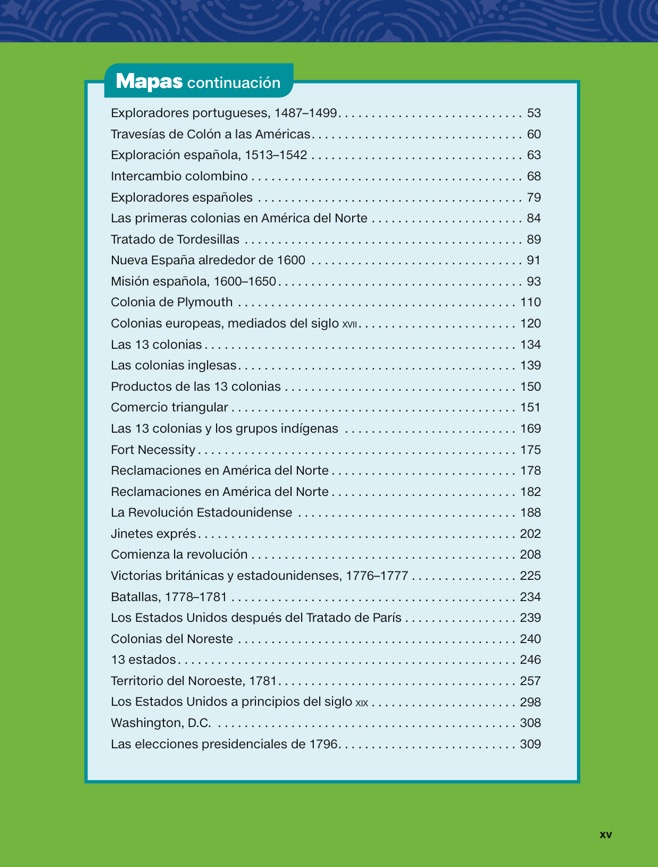 Mapas continuación
Exploradores portugueses, 1487–1499. . . . . . . . . . . . . . . . . . . . . . . . . . . . 53
Travesías de Colón a las Américas. . . . . . . . . . . . . . . . . . . . . . . . . . . . . . . . 60
Exploración española, 1513–1542 . . . . . . . . . . . . . . . . . . . . . . . . . . . . . . . . 63
Intercambio colombino . . . . . . . . . . . . . . . . . . . . . . . . . . . . . . . . . . . . . . . . . 68
Exploradores españoles . . . . . . . . . . . . . . . . . . . . . . . . . . . . . . . . . . . . . . . . 79
Las primeras colonias en América del Norte . . . . . . . . . . . . . . . . . . . . . . . 84
Tratado de Tordesillas . . . . . . . . . . . . . . . . . . . . . . . . . . . . . . . . . . . . . . . . . . 89
Nueva España alrededor de 1600 . . . . . . . . . . . . . . . . . . . . . . . . . . . . . . . . 91
Misión española, 1600–1650. . . . . . . . . . . . . . . . . . . . . . . . . . . . . . . . . . . . . 93
Colonia de Plymouth . . . . . . . . . . . . . . . . . . . . . . . . . . . . . . . . . . . . . . . . . . 110
Colonias europeas, mediados del siglo XVII. . . . . . . . . . . . . . . . . . . . . . . . 120
Las 13 colonias . . . . . . . . . . . . . . . . . . . . . . . . . . . . . . . . . . . . . . . . . . . . . . . 134
Las colonias inglesas. . . . . . . . . . . . . . . . . . . . . . . . . . . . . . . . . . . . . . . . . . 139
Productos de las 13 colonias . . . . . . . . . . . . . . . . . . . . . . . . . . . . . . . . . . . 150
Comercio triangular . . . . . . . . . . . . . . . . . . . . . . . . . . . . . . . . . . . . . . . . . . . 151
Las 13 colonias y los grupos indígenas . . . . . . . . . . . . . . . . . . . . . . . . . . 169
Fort Necessity . . . . . . . . . . . . . . . . . . . . . . . . . . . . . . . . . . . . . . . . . . . . . . . . 175
Reclamaciones en América del Norte . . . . . . . . . . . . . . . . . . . . . . . . . . . . 178
Reclamaciones en América del Norte . . . . . . . . . . . . . . . . . . . . . . . . . . . . 182
La Revolución Estadounidense . . . . . . . . . . . . . . . . . . . . . . . . . . . . . . . . . 188
Jinetes exprés. . . . . . . . . . . . . . . . . . . . . . . . . . . . . . . . . . . . . . . . . . . . . . . . 202
Comienza la revolución . . . . . . . . . . . . . . . . . . . . . . . . . . . . . . . . . . . . . . . . 208
Victorias británicas y estadounidenses, 1776–1777 . . . . . . . . . . . . . . . . 225
Batallas, 1778–1781 . . . . . . . . . . . . . . . . . . . . . . . . . . . . . . . . . . . . . . . . . . . 234
Los Estados Unidos después del Tratado de París . . . . . . . . . . . . . . . . . 239
Colonias del Noreste . . . . . . . . . . . . . . . . . . . . . . . . . . . . . . . . . . . . . . . . . . 240
13 estados. . . . . . . . . . . . . . . . . . . . . . . . . . . . . . . . . . . . . . . . . . . . . . . . . . . 246
Territorio del Noroeste, 1781. . . . . . . . . . . . . . . . . . . . . . . . . . . . . . . . . . . . 257
Los Estados Unidos a principios del siglo XIX . . . . . . . . . . . . . . . . . . . . . . 298
Washington, D.C. . . . . . . . . . . . . . . . . . . . . . . . . . . . . . . . . . . . . . . . . . . . . . 308
Las elecciones presidenciales de 1796. . . . . . . . . . . . . . . . . . . . . . . . . . . 309
xv